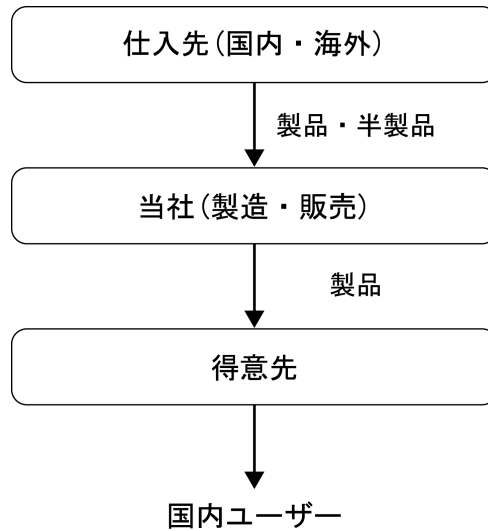 仕入先(国内・海外)
製品・半製品
当社(製造・販売)
製品
得意先
国内ユーザー